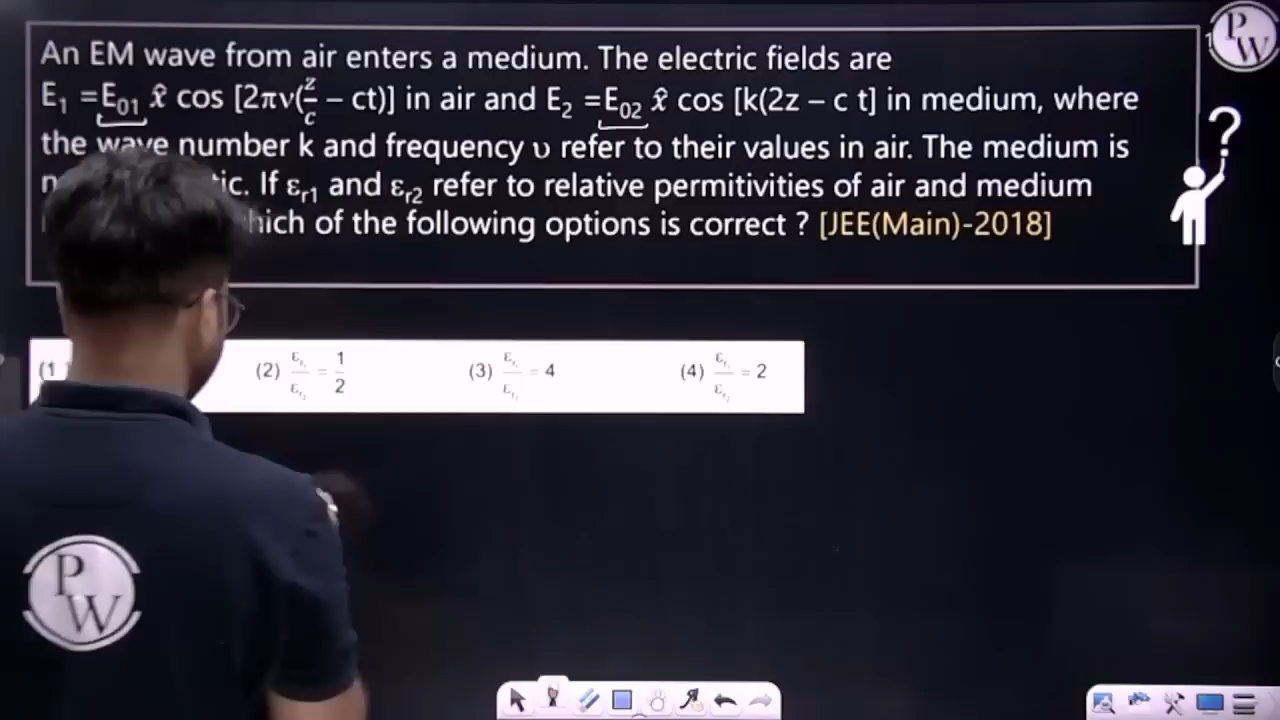 An EM wave from air enters a medium. The electric fields are
E₁ =E₀₁ x̂ cos [2πν(z/c – ct)] in air and E₂ =E₀₂ x̂ cos [k(2z – c t] in medium, where
the wave number k and frequency υ refer to their values in air. The medium is
If εr1 and εr2 refer to relative permitivities of air and medium
of the following options is correct ? [JEE(Main)-2018]
(1 (2) εr₁/εr₂ = 1/2 (3) εr₁/εr₂ = 4 (4) εr₁/εr₂ = 2
PW
PW
?